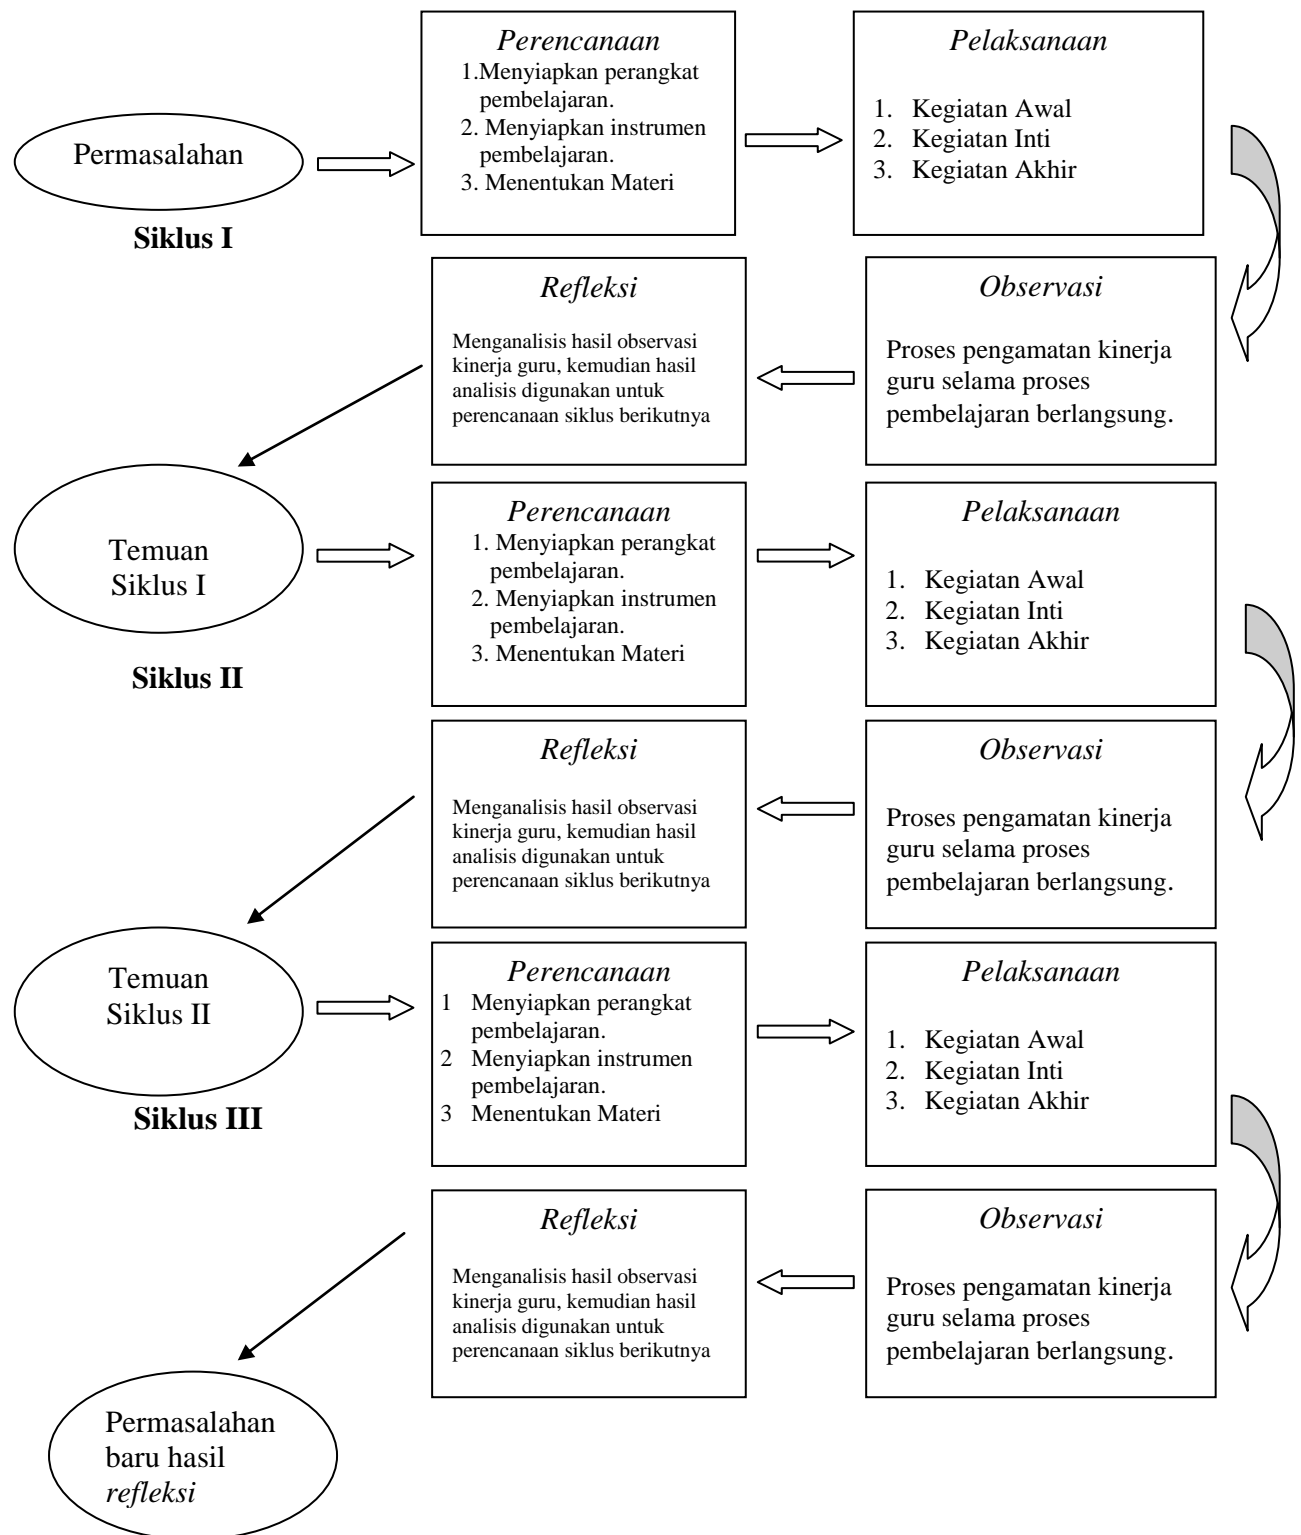 Permasalahan
Siklus I
Perencanaan
1.Menyiapkan perangkat
pembelajaran.
2. Menyiapkan instrumen
pembelajaran.
3. Menentukan Materi
Pelaksanaan
1. Kegiatan Awal
2. Kegiatan Inti
3. Kegiatan Akhir
Observasi
Proses pengamatan kinerja
guru selama proses
pembelajaran berlangsung.
Refleksi
Menganalisis hasil observasi
kinerja guru, kemudian hasil
analisis digunakan untuk
perencanaan siklus berikutnya
Temuan
Siklus I
Siklus II
Perencanaan
1. Menyiapkan perangkat
pembelajaran.
2. Menyiapkan instrumen
pembelajaran.
3. Menentukan Materi
Pelaksanaan
1. Kegiatan Awal
2. Kegiatan Inti
3. Kegiatan Akhir
Observasi
Proses pengamatan kinerja
guru selama proses
pembelajaran berlangsung.
Refleksi
Menganalisis hasil observasi
kinerja guru, kemudian hasil
analisis digunakan untuk
perencanaan siklus berikutnya
Temuan
Siklus II
Siklus III
Perencanaan
1 Menyiapkan perangkat
pembelajaran.
2 Menyiapkan instrumen
pembelajaran.
3 Menentukan Materi
Pelaksanaan
1. Kegiatan Awal
2. Kegiatan Inti
3. Kegiatan Akhir
Observasi
Proses pengamatan kinerja
guru selama proses
pembelajaran berlangsung.
Refleksi
Menganalisis hasil observasi
kinerja guru, kemudian hasil
analisis digunakan untuk
perencanaan siklus berikutnya
Permasalahan
baru hasil
refleksi